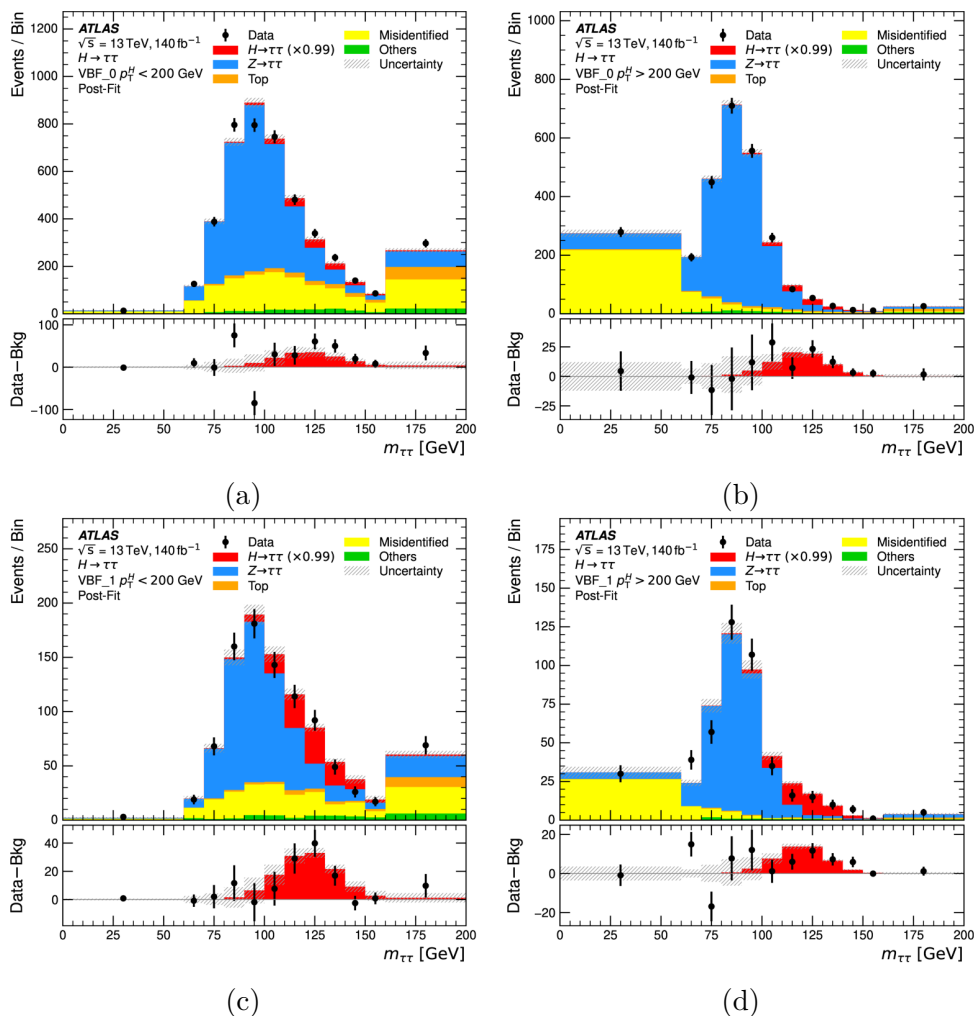 ATLAS
√s = 13 TeV, 140 fb⁻¹
H → ττ
VBF_0 p_T^H < 200 GeV
Post-Fit
Data
H→ττ (×0.99)
Z→ττ
Top
Misidentified
Others
Uncertainty
Events / Bin
1200
1000
800
600
400
200
0
Data−Bkg
100
0
−100
0 25 50 75 100 125 150 175 200
m_ττ [GeV]
(a)
ATLAS
√s = 13 TeV, 140 fb⁻¹
H → ττ
VBF_0 p_T^H > 200 GeV
Post-Fit
Data
H→ττ (×0.99)
Z→ττ
Top
Misidentified
Others
Uncertainty
Events / Bin
1000
900
800
700
600
500
400
300
200
100
0
Data−Bkg
25
0
−25
0 25 50 75 100 125 150 175 200
m_ττ [GeV]
(b)
ATLAS
√s = 13 TeV, 140 fb⁻¹
H → ττ
VBF_1 p_T^H < 200 GeV
Post-Fit
Data
H→ττ (×0.99)
Z→ττ
Top
Misidentified
Others
Uncertainty
Events / Bin
250
200
150
100
50
0
Data−Bkg
40
20
0
0 25 50 75 100 125 150 175 200
m_ττ [GeV]
(c)
ATLAS
√s = 13 TeV, 140 fb⁻¹
H → ττ
VBF_1 p_T^H > 200 GeV
Post-Fit
Data
H→ττ (×0.99)
Z→ττ
Top
Misidentified
Others
Uncertainty
Events / Bin
175
150
125
100
75
50
25
0
Data−Bkg
20
0
−20
0 25 50 75 100 125 150 175 200
m_ττ [GeV]
(d)